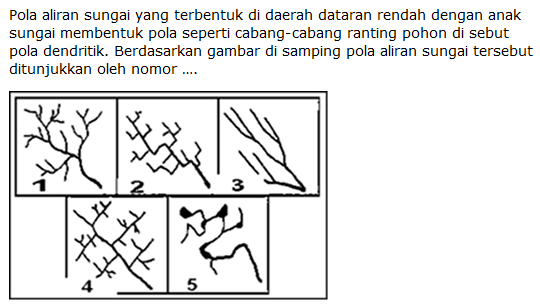 Pola aliran sungai yang terbentuk di daerah dataran rendah dengan anak
sungai membentuk pola seperti cabang-cabang ranting pohon di sebut
pola dendritik. Berdasarkan gambar di samping pola aliran sungai tersebut
ditunjukkan oleh nomor ....
1 2 3
4 5